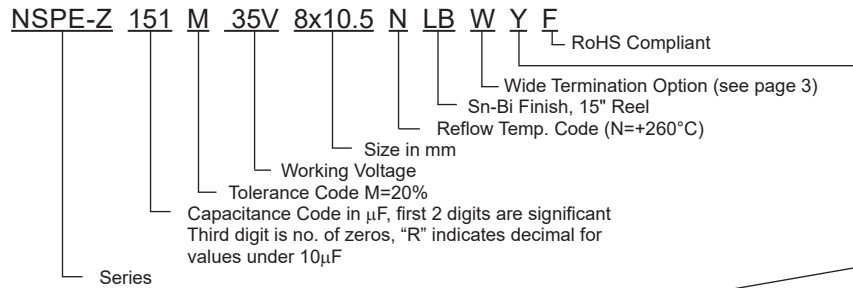 NSPE-Z 151 M 35V 8x10.5 N LB W Y F
RoHS Compliant
Wide Termination Option (see page 3)
Sn-Bi Finish, 15" Reel
Reflow Temp. Code (N=+260°C)
Size in mm
Working Voltage
Tolerance Code M=20%
Capacitance Code in μF, first 2 digits are significant
Third digit is no. of zeros, “R” indicates decimal for
values under 10μF
Series